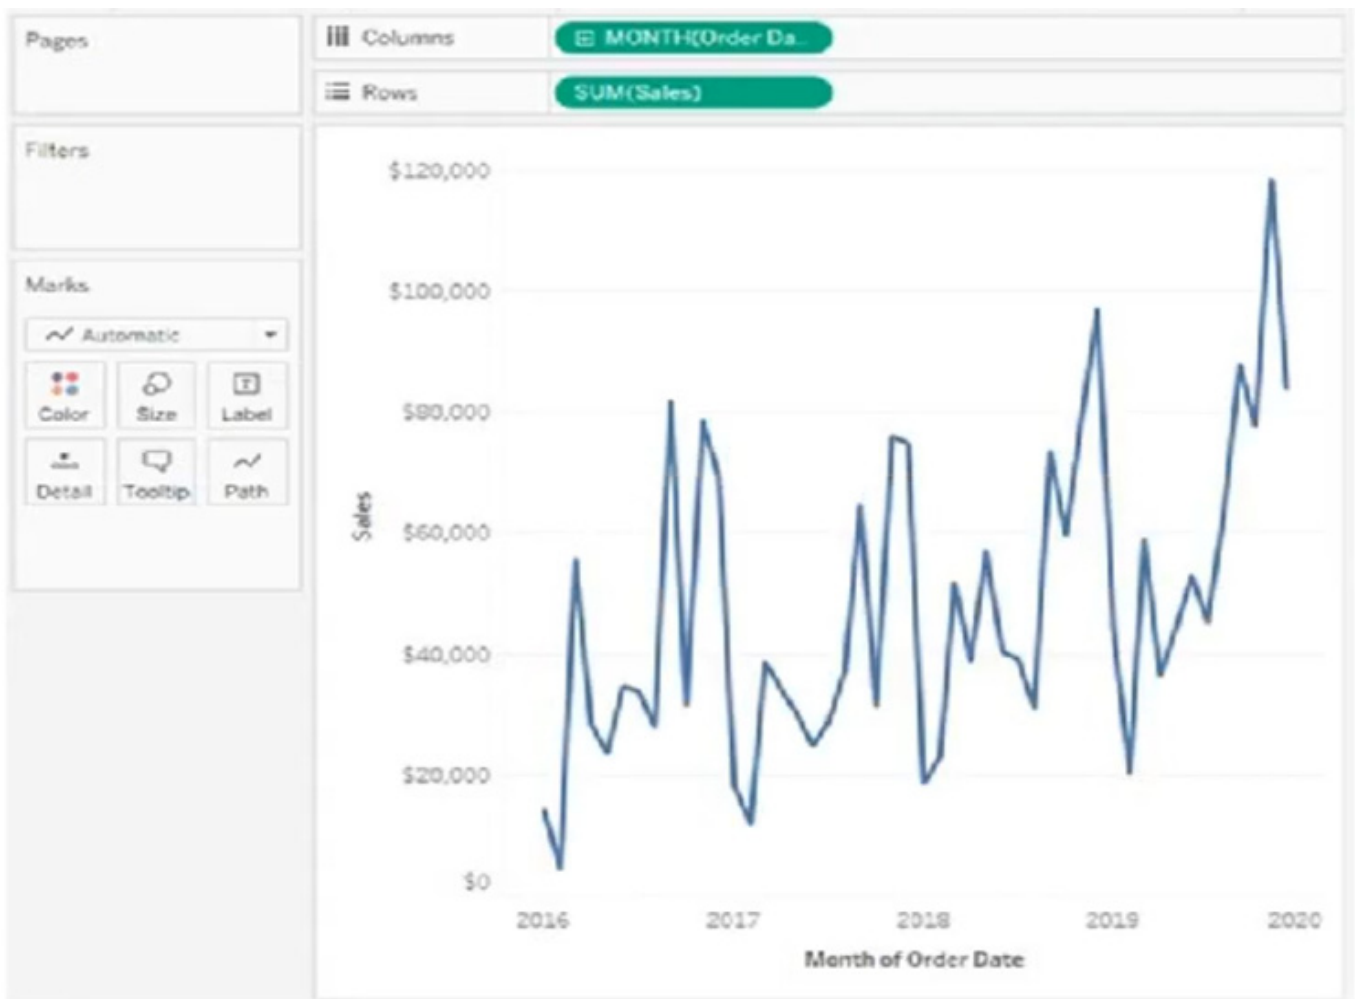 Pages
Columns
MONTH(Order Da..
Rows
SUM(Sales)
Filters
Marks
Automatic
Color
Size
Label
Detail
Tooltip
Path
$120,000
$100,000
$80,000
$60,000
$40,000
$20,000
$0
Sales
2016
2017
2018
2019
2020
Month of Order Date